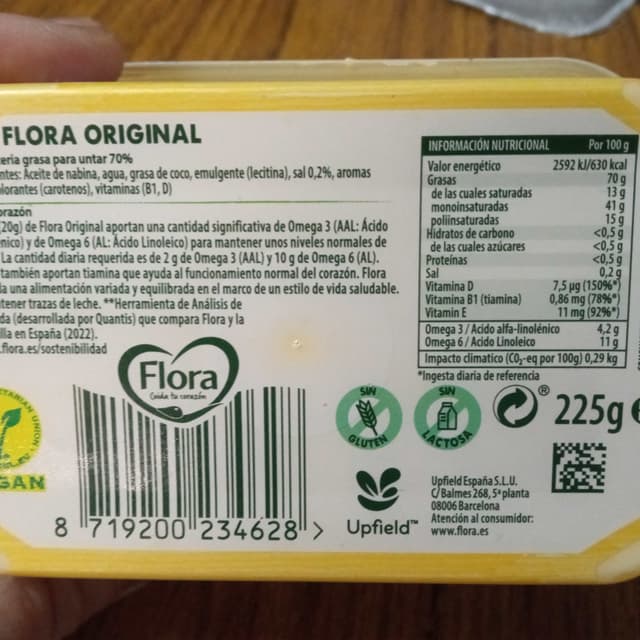 FLORA ORIGINAL
eria grasa para untar 70%
ntes: Aceite de nabina, agua, grasa de coco, emulgente (lecitina), sal 0,2%, aromas
olorantes (carotenos), vitaminas (B1, D)
orazón
(20g) de Flora Original aportan una cantidad significativa de Omega 3 (AAL: Ácido
nico) y de Omega 6 (AL: Ácido Linoleico) para mantener unos niveles normales de
La cantidad diaria requerida es de 2 g de Omega 3 (AAL) y 10 g de Omega 6 (AL).
también aportan tiamina que ayuda al funcionamiento normal del corazón. Flora
a una alimentación variada y equilibrada en el marco de un estilo de vida saludable.
tener trazas de leche. **Herramienta de Análisis de
da (desarrollada por Quantis) que compara Flora y la
lla en España (2022).
.flora.es/sostenibilidad
INFORMACIÓN NUTRICIONAL Por 100 g
Valor energético 2592 kJ/630 kcal
Grasas 70 g
de las cuales saturadas 13 g
monoinsaturadas 41 g
poliinsaturadas 15 g
Hidratos de carbono <0,5 g
de las cuales azúcares <0,5 g
Proteínas <0,5 g
Sal 0,2 g
Vitamina D 7,5 µg (150%*)
Vitamina B1 (tiamina) 0,86 mg (78%*)
Vitamina E 11 mg (92%*)
Omega 3 / Ácido alfa-linolénico 4,2 g
Omega 6 / Ácido Linoleico 11 g
Impacto climatico (CO₂-eq por 100g) 0,29 kg
*Ingesta diaria de referencia
Flora
Cuida tu corazón
UNION
GAN
8 719200 234628 >
SIN
GLUTEN
SIN
LACTOSA
®
225g e
Upfield™
Upfield España S.L.U.
C/Balmes 268, 5ª planta
08006 Barcelona
Atención al consumidor:
www.flora.es